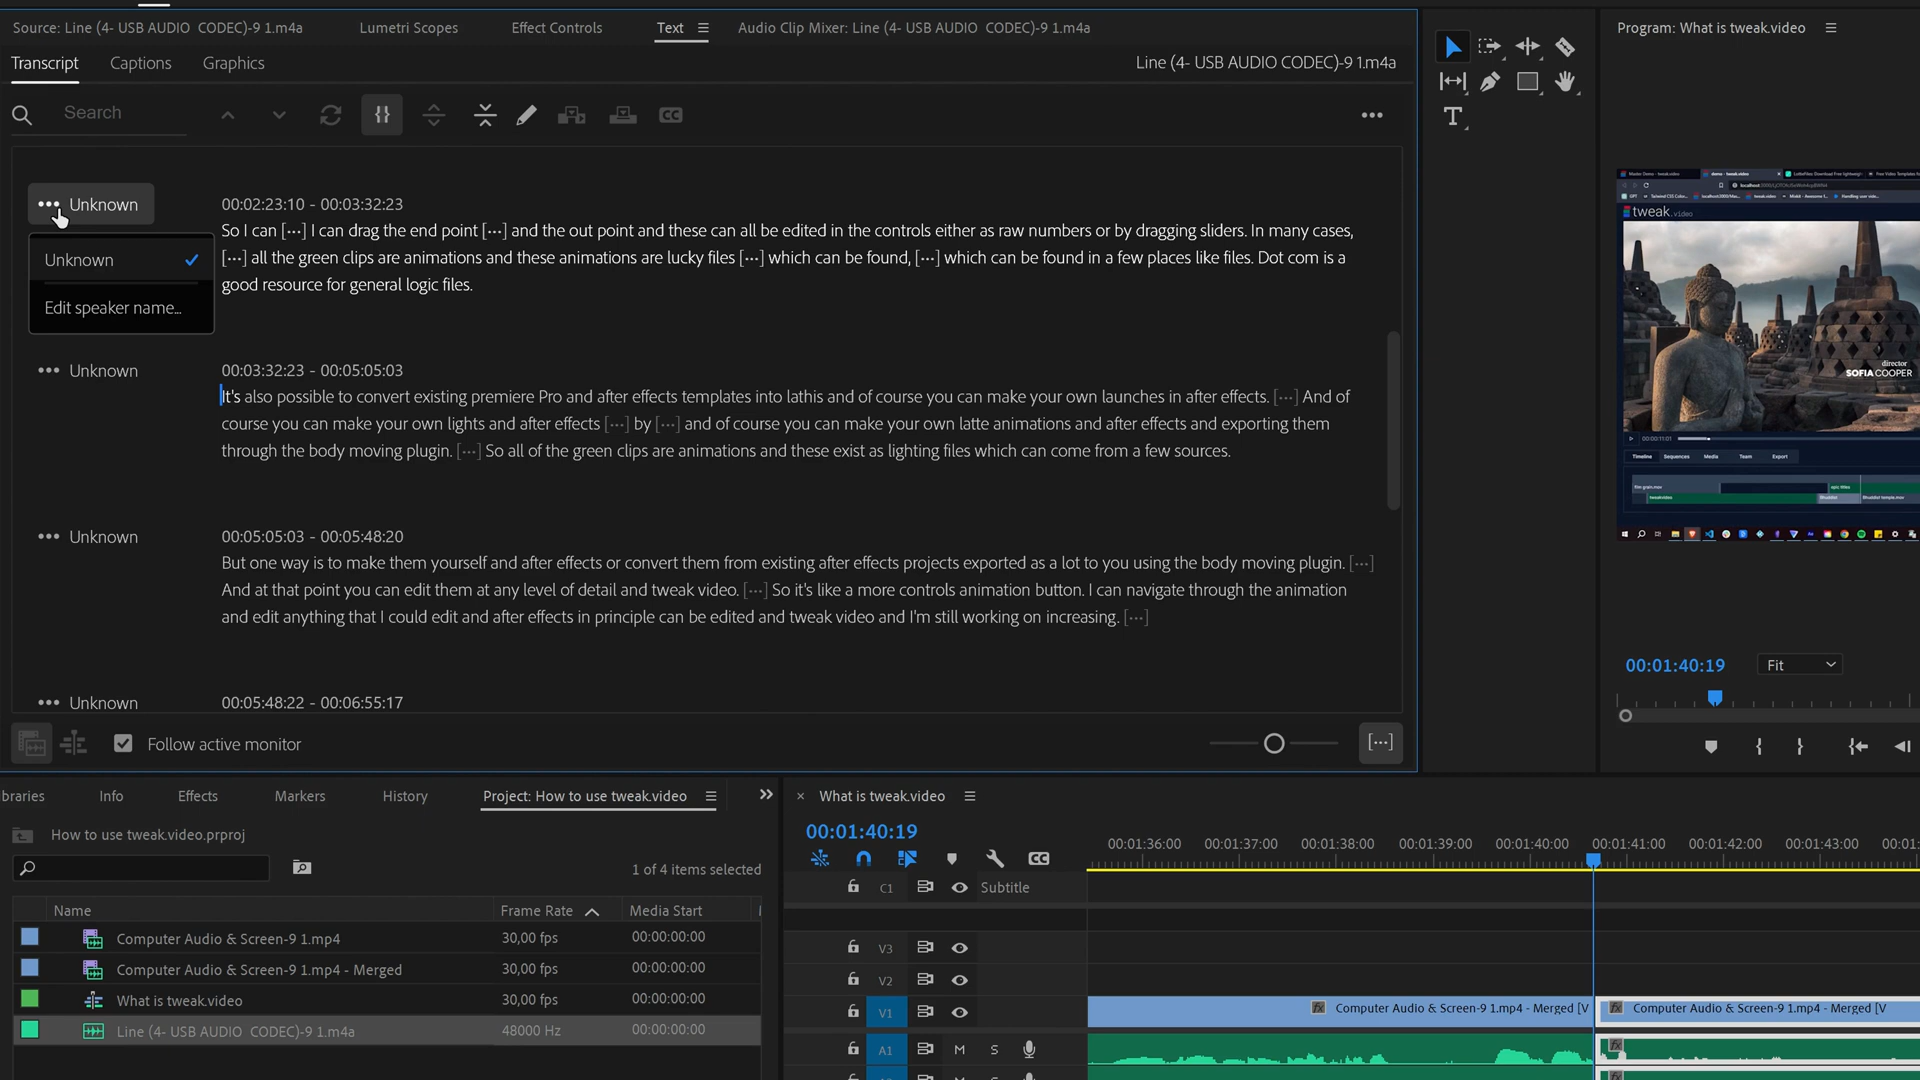 Source: Line (4- USB AUDIO  CODEC)-9 1.m4a
Lumetri Scopes
Effect Controls
Text
Audio Clip Mixer: Line (4- USB AUDIO  CODEC)-9 1.m4a
Program: What is tweak.video
Transcript
Captions
Graphics
Line (4- USB AUDIO CODEC)-9 1.m4a
Search
Unknown
00:02:23:10 - 00:03:32:23
So I can [···] I can drag the end point [···] and the out point and these can all be edited in the controls either as raw numbers or by dragging sliders. In many cases,
[···] all the green clips are animations and these animations are lucky files [···] which can be found, [···] which can be found in a few places like files. Dot com is a
good resource for general logic files.
Unknown
Edit speaker name...
Unknown
00:03:32:23 - 00:05:05:03
It's also possible to convert existing premiere Pro and after effects templates into lathis and of course you can make your own launches in after effects. [···] And of
course you can make your own lights and after effects [···] by [···] and of course you can make your own latte animations and after effects and exporting them
through the body moving plugin. [···] So all of the green clips are animations and these exist as lighting files which can come from a few sources.
Unknown
00:05:05:03 - 00:05:48:20
But one way is to make them yourself and after effects or convert them from existing after effects projects exported as a lot to you using the body moving plugin. [···]
And at that point you can edit them at any level of detail and tweak video. [···] So it's like a more controls animation button. I can navigate through the animation
and edit anything that I could edit and after effects in principle can be edited and tweak video and I'm still working on increasing. [···]
Unknown
00:05:48:22 - 00:06:55:17
Follow active monitor
[···]
tweak.video
director
SOFIA COOPER
Timeline
Sequences
Media
Team
Export
00:01:40:19
Fit
braries
Info
Effects
Markers
History
Project: How to use tweak.video
How to use tweak.video.prproj
1 of 4 items selected
Name
Frame Rate
Media Start
Computer Audio & Screen-9 1.mp4
30,00 fps
00:00:00:00
Computer Audio & Screen-9 1.mp4 - Merged
30,00 fps
00:00:00:00
What is tweak.video
30,00 fps
00:00:00:00
Line (4- USB AUDIO  CODEC)-9 1.m4a
48000 Hz
00:00:00:00
× What is tweak.video
00:01:40:19
00:01:36:00
00:01:37:00
00:01:38:00
00:01:39:00
00:01:40:00
00:01:41:00
00:01:42:00
00:01:43:00
00:01:
CC
C1
Subtitle
V3
V2
V1
fx Computer Audio & Screen-9 1.mp4 - Merged [V
fx Computer Audio & Screen-9 1.mp4 - Merged [V
A1
M
S
fx